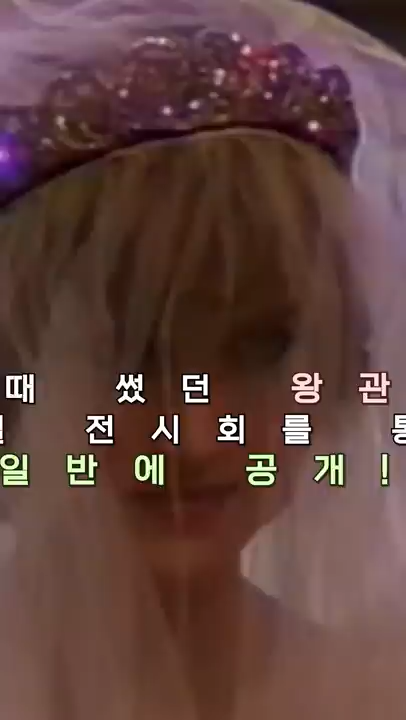 때 썼던 왕관
전시회를
일반에 공개!